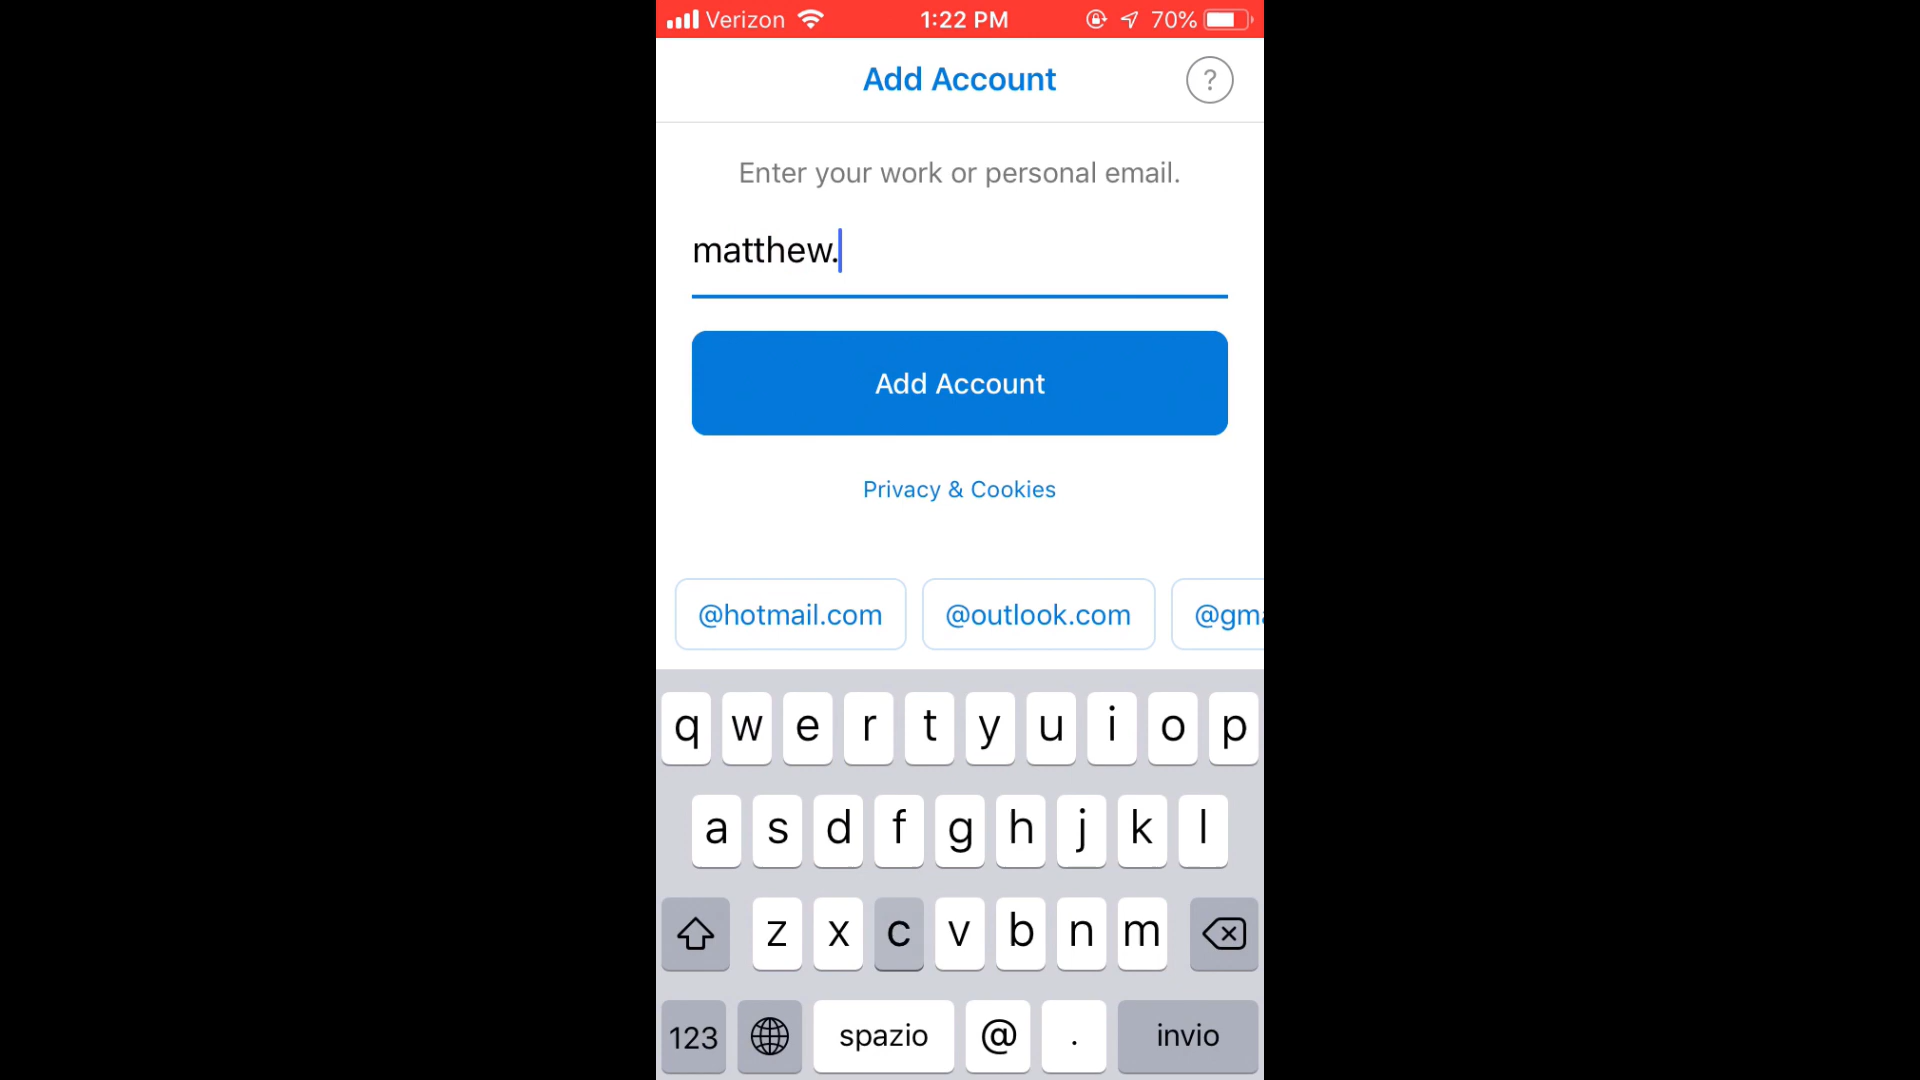 Verizon 1:22 PM 70%
Add Account ?
Enter your work or personal email.
matthew.
Add Account
Privacy & Cookies
@hotmail.com @outlook.com @gma
q w e r t y u i o p
a s d f g h j k l
z x c v b n m
123 spazio @ . invio